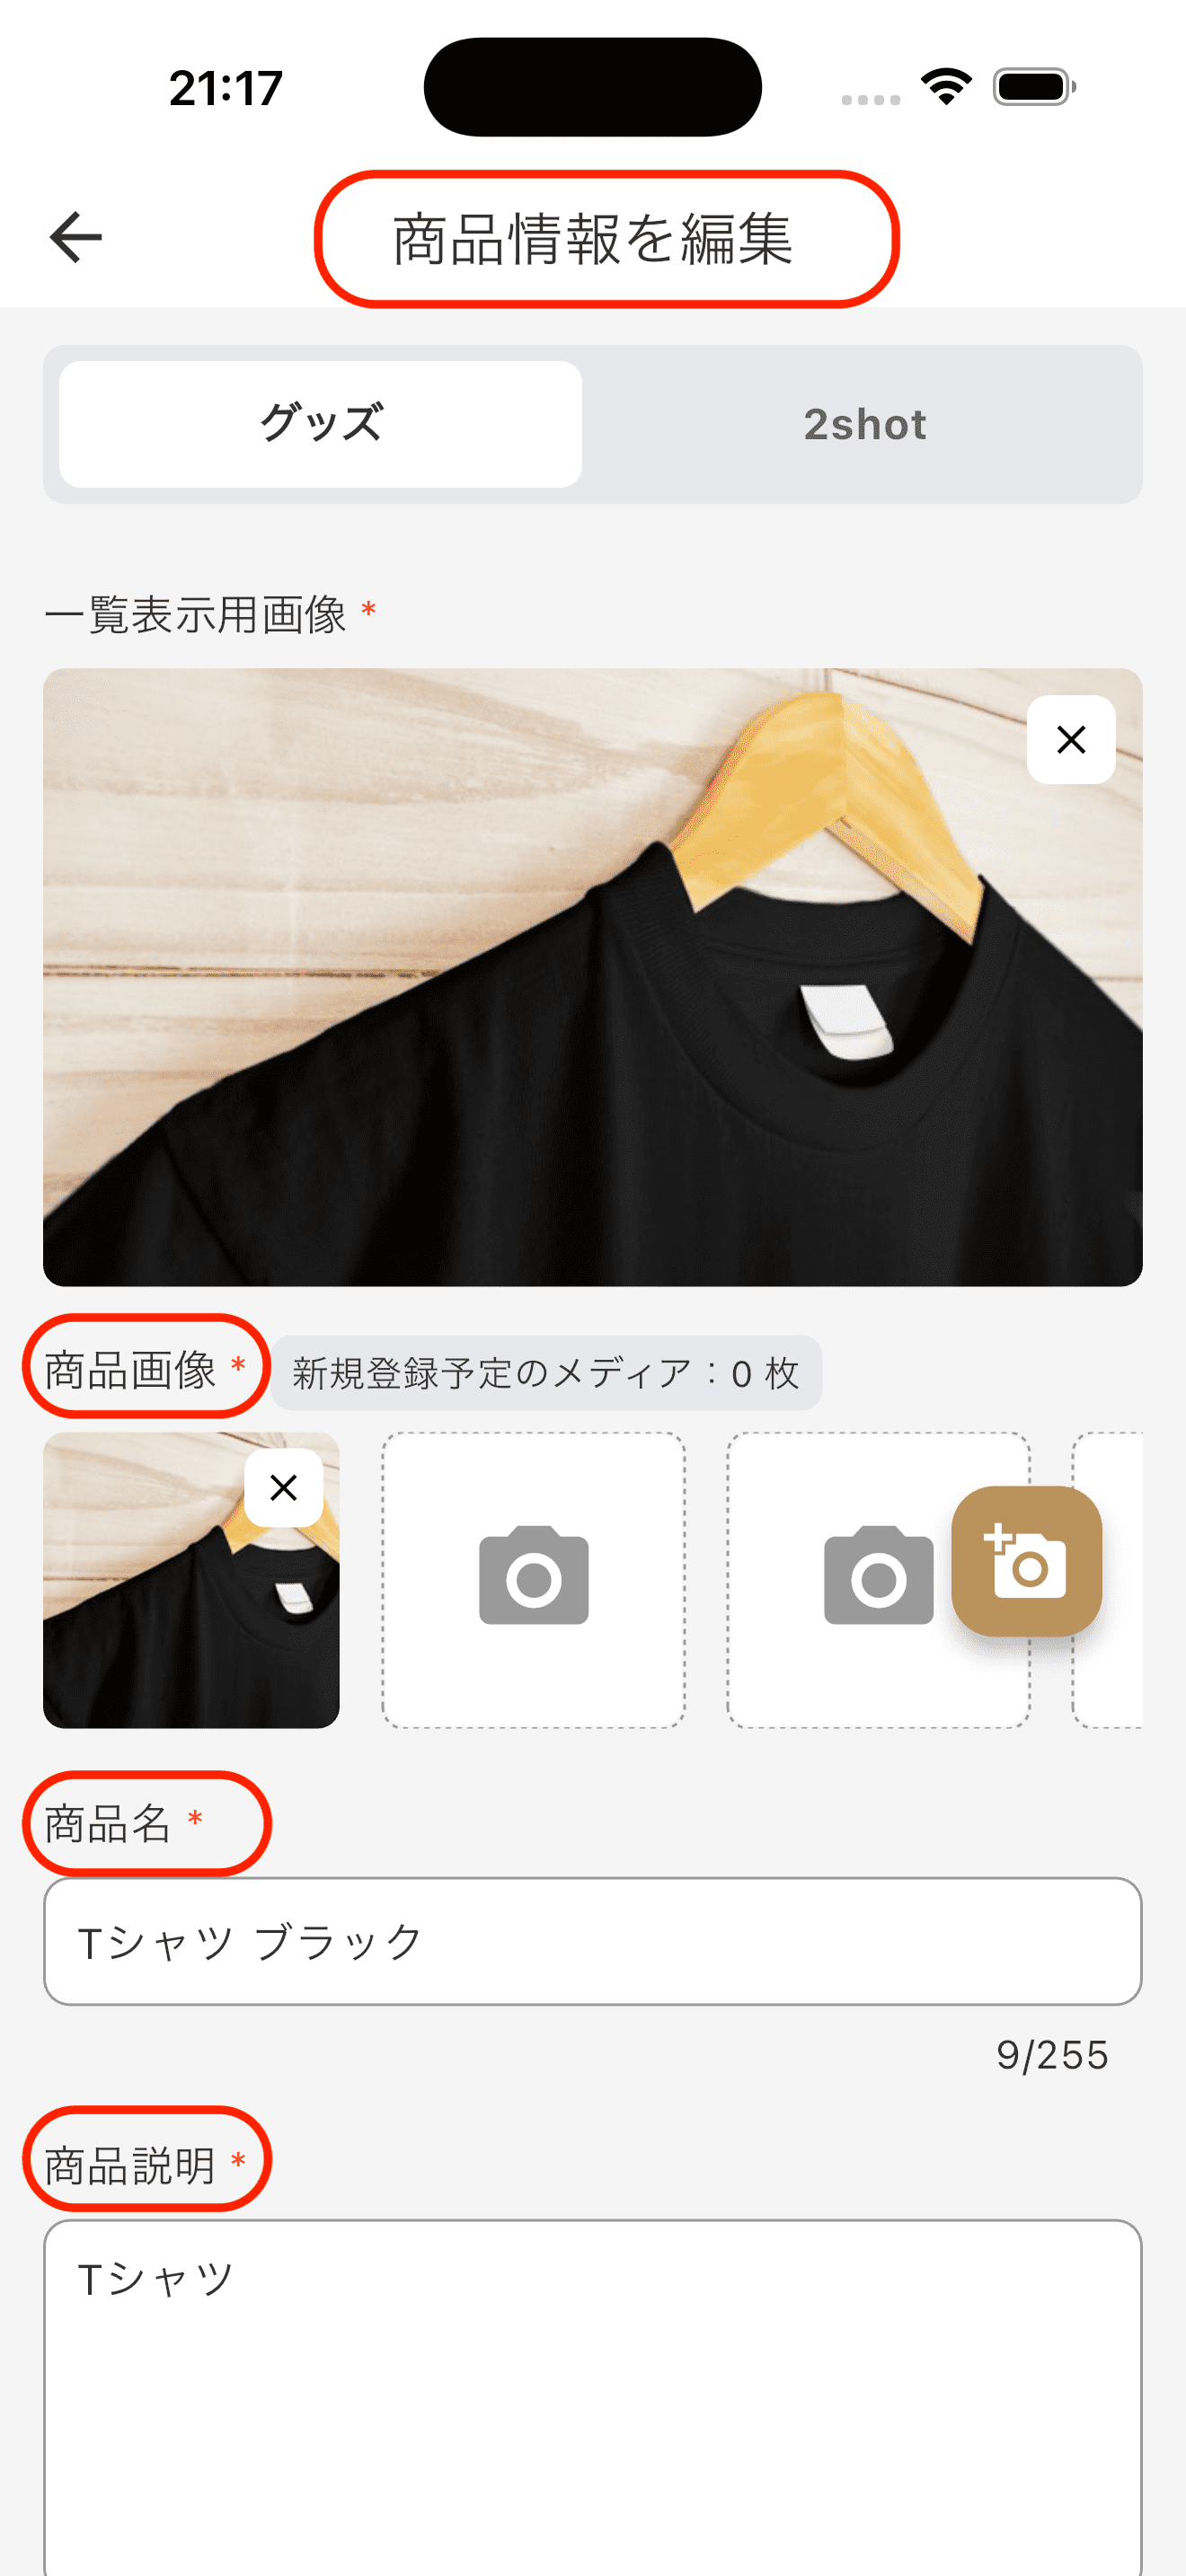 21:17
商品情報を編集
グッズ
2shot
一覧表示用画像 *
商品画像 *
新規登録予定のメディア：0 枚
商品名 *
Tシャツ ブラック
9/255
商品説明 *
Tシャツ